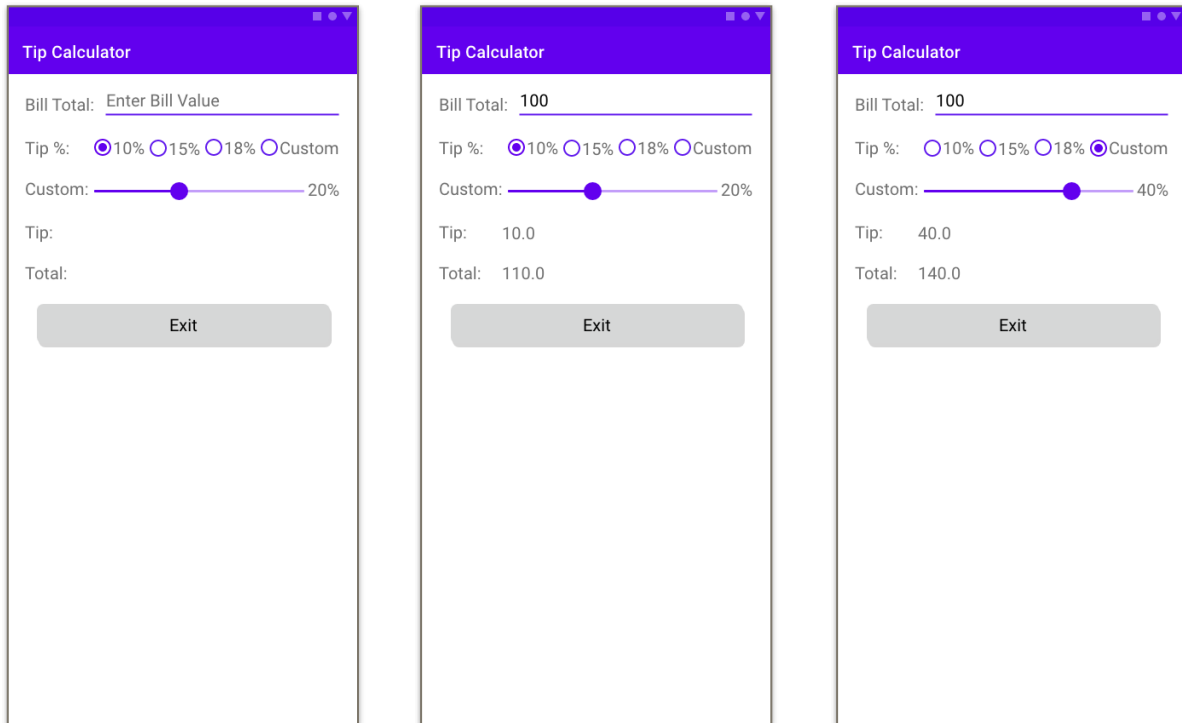 Tip Calculator
Bill Total: Enter Bill Value
Tip %: 10% 15% 18% Custom
Custom: 20%
Tip:
Total:
Exit
Tip Calculator
Bill Total: 100
Tip %: 10% 15% 18% Custom
Custom: 20%
Tip: 10.0
Total: 110.0
Exit
Tip Calculator
Bill Total: 100
Tip %: 10% 15% 18% Custom
Custom: 40%
Tip: 40.0
Total: 140.0
Exit